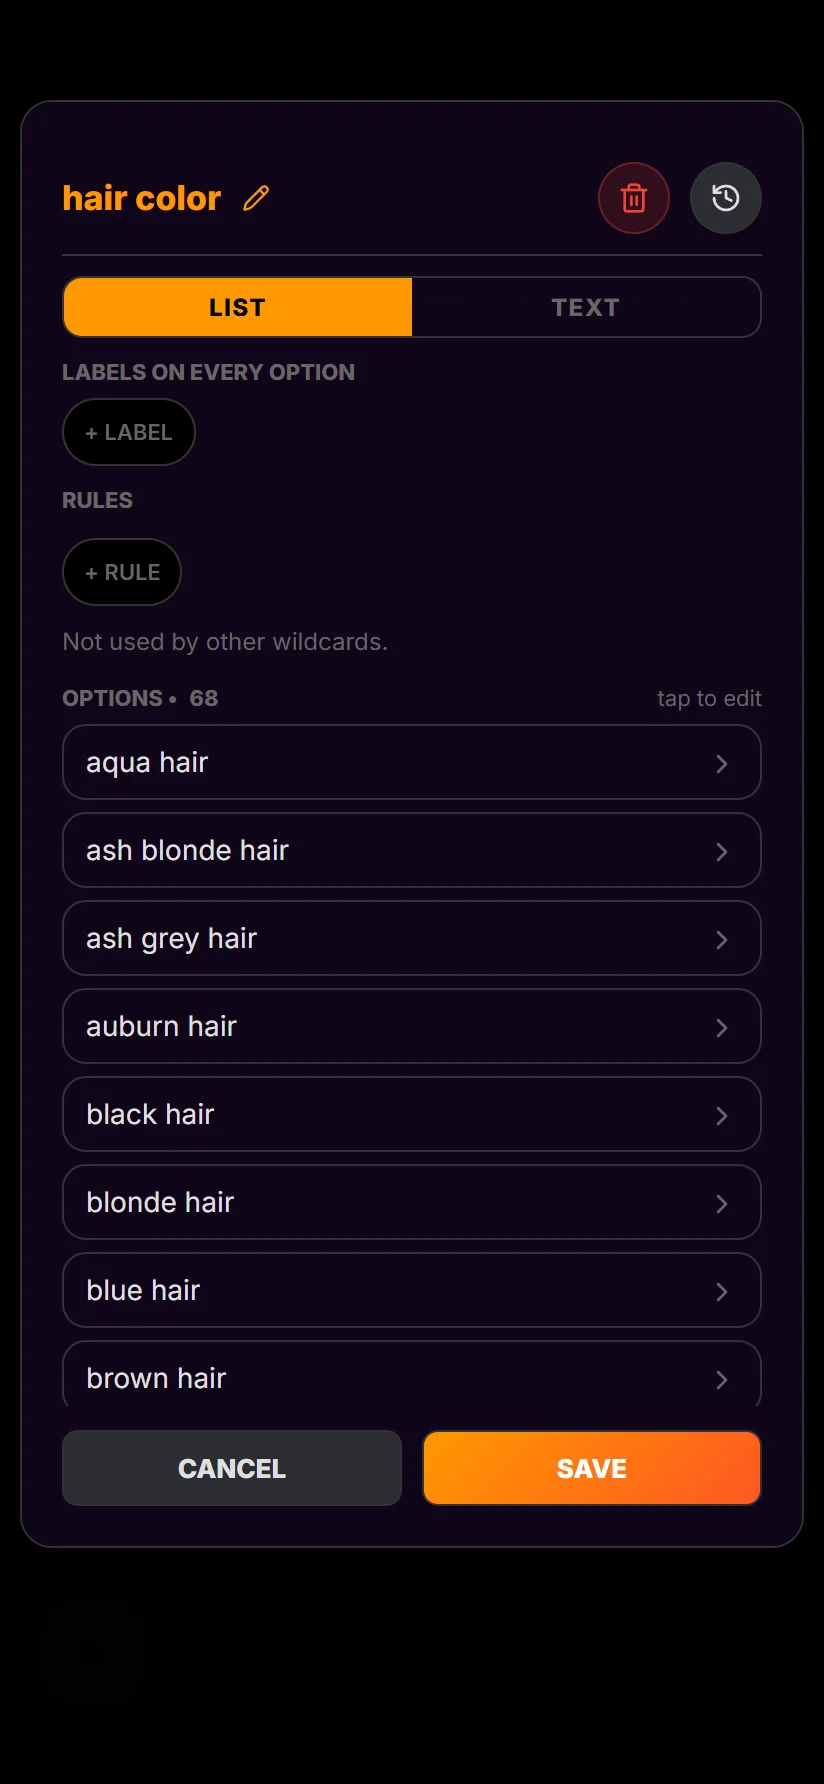 hair color
LIST
TEXT
LABELS ON EVERY OPTION
+ LABEL
RULES
+ RULE
Not used by other wildcards.
OPTIONS • 68
tap to edit
aqua hair
ash blonde hair
ash grey hair
auburn hair
black hair
blonde hair
blue hair
brown hair
CANCEL
SAVE